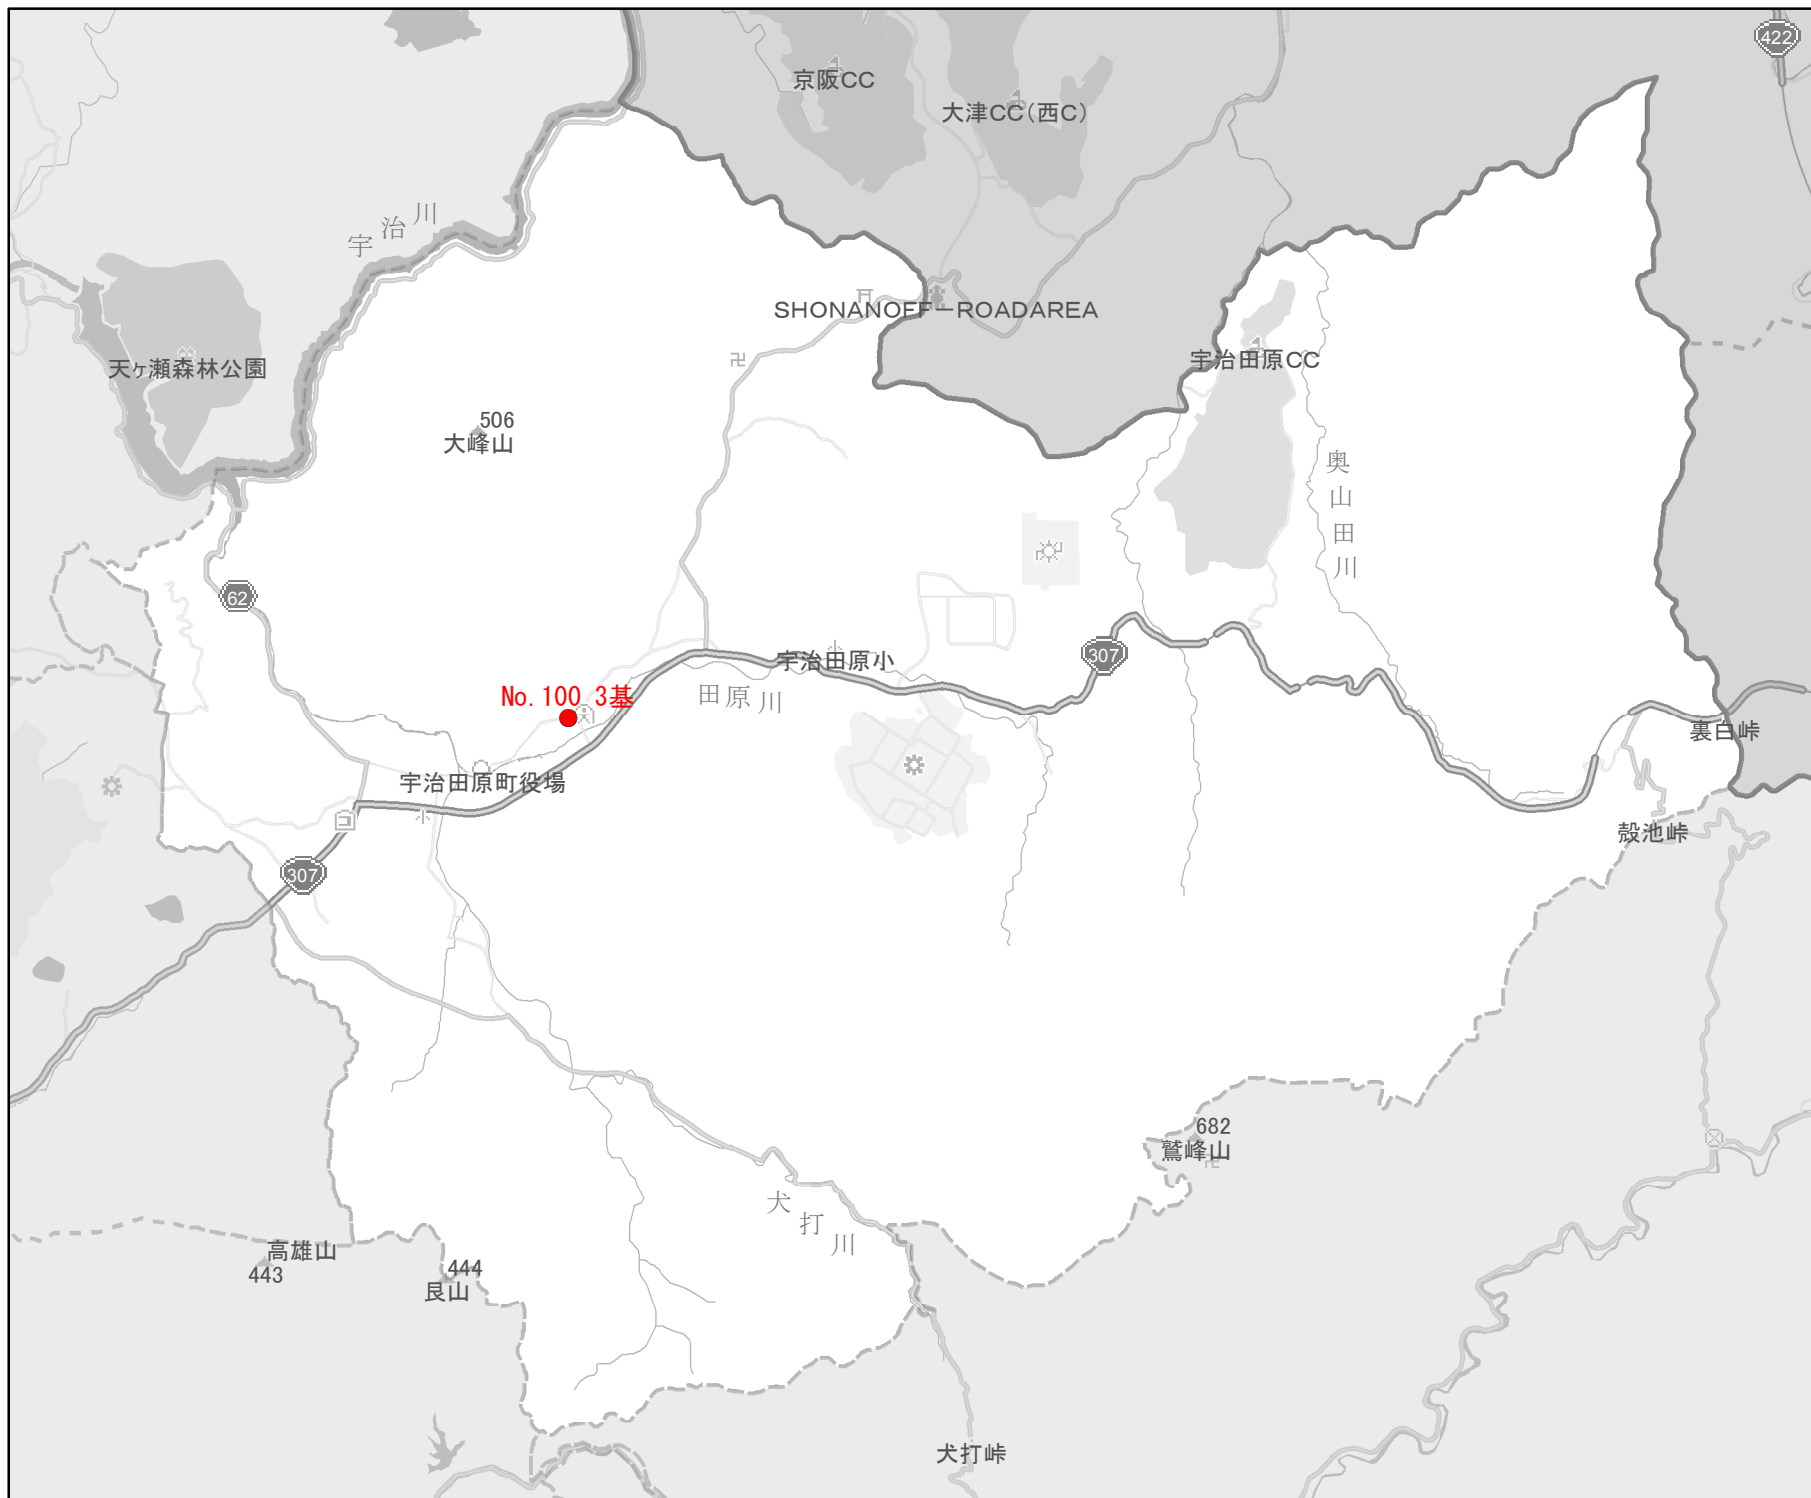 422
京阪CC
大津CC(西C)
宇治川
SHONANOFF－ROADAREA
宇治田原CC
天ヶ瀬森林公園
506
大峰山
奥山田川
62
307
宇治田原小
No.100 3基
田原川
裏白峠
宇治田原町役場
殻池峠
307
682
鷲峰山
犬打川
高雄山
443
444
艮山
犬打峠